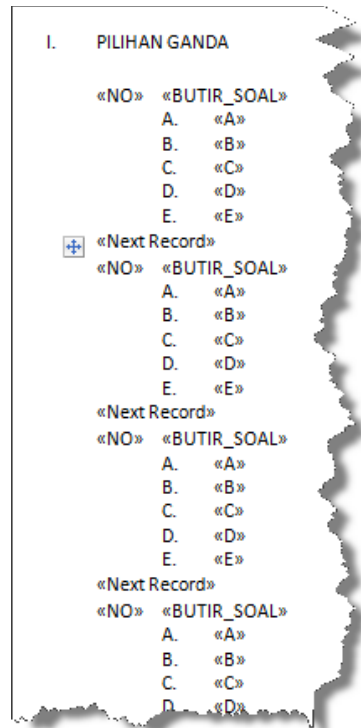 I. PILIHAN GANDA
«NO» «BUTIR_SOAL»
A. «A»
B. «B»
C. «C»
D. «D»
E. «E»
«Next Record»
«NO» «BUTIR_SOAL»
A. «A»
B. «B»
C. «C»
D. «D»
E. «E»
«Next Record»
«NO» «BUTIR_SOAL»
A. «A»
B. «B»
C. «C»
D. «D»
E. «E»
«Next Record»
«NO» «BUTIR_SOAL»
A. «A»
B. «B»
C. «C»
D. «D»